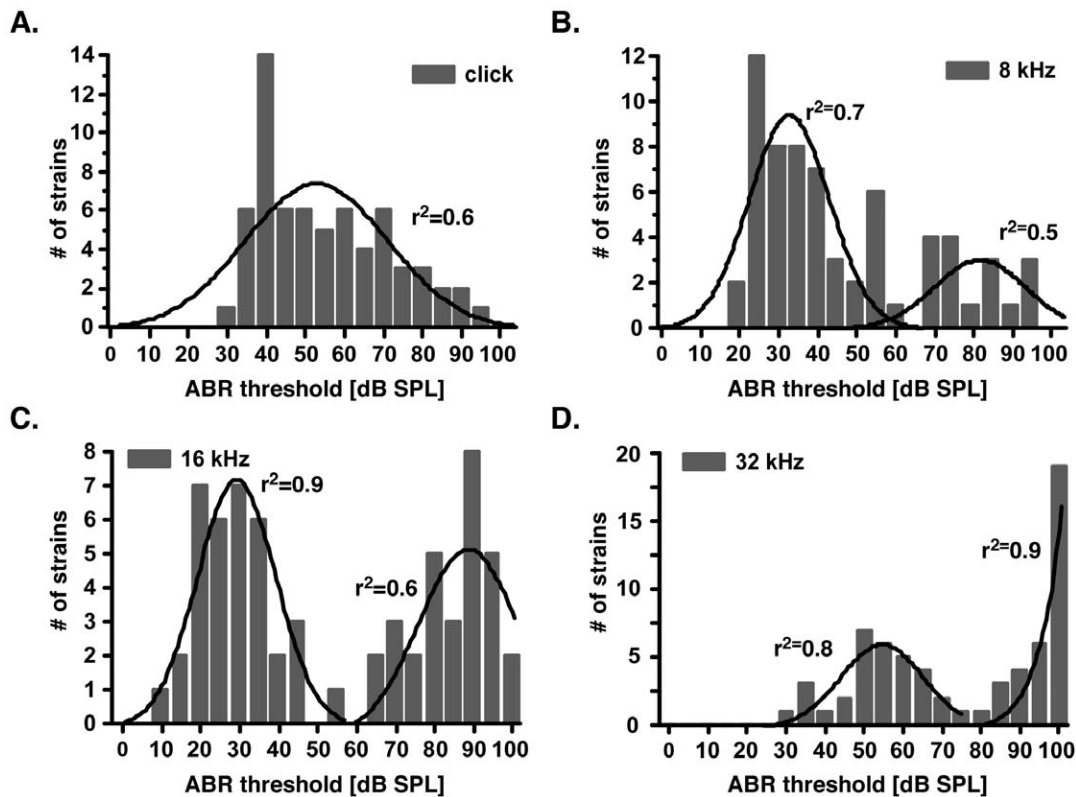 A.
14
12
10
8
6
4
2
0
# of strains
click
r²=0.6
0 10 20 30 40 50 60 70 80 90 100
ABR threshold [dB SPL]
B.
12
10
8
6
4
2
0
# of strains
8 kHz
r²=0.7
r²=0.5
0 10 20 30 40 50 60 70 80 90 100
ABR threshold [dB SPL]
C.
8
7
6
5
4
3
2
1
0
# of strains
16 kHz
r²=0.9
r²=0.6
0 10 20 30 40 50 60 70 80 90 100
ABR threshold [dB SPL]
D.
20
15
10
5
0
# of strains
32 kHz
r²=0.8
r²=0.9
0 10 20 30 40 50 60 70 80 90 100
ABR threshold [dB SPL]